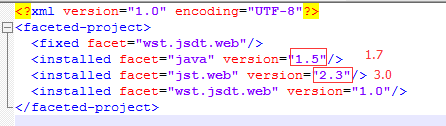 <?xml version="1.0" encoding="UTF-8"?>
<faceted-project>
<fixed facet="wst.jsdt.web"/>
<installed facet="java" version="1.5"/> 1.7
<installed facet="jst.web" version="2.3"/> 3.0
<installed facet="wst.jsdt.web" version="1.0"/>
</faceted-project>